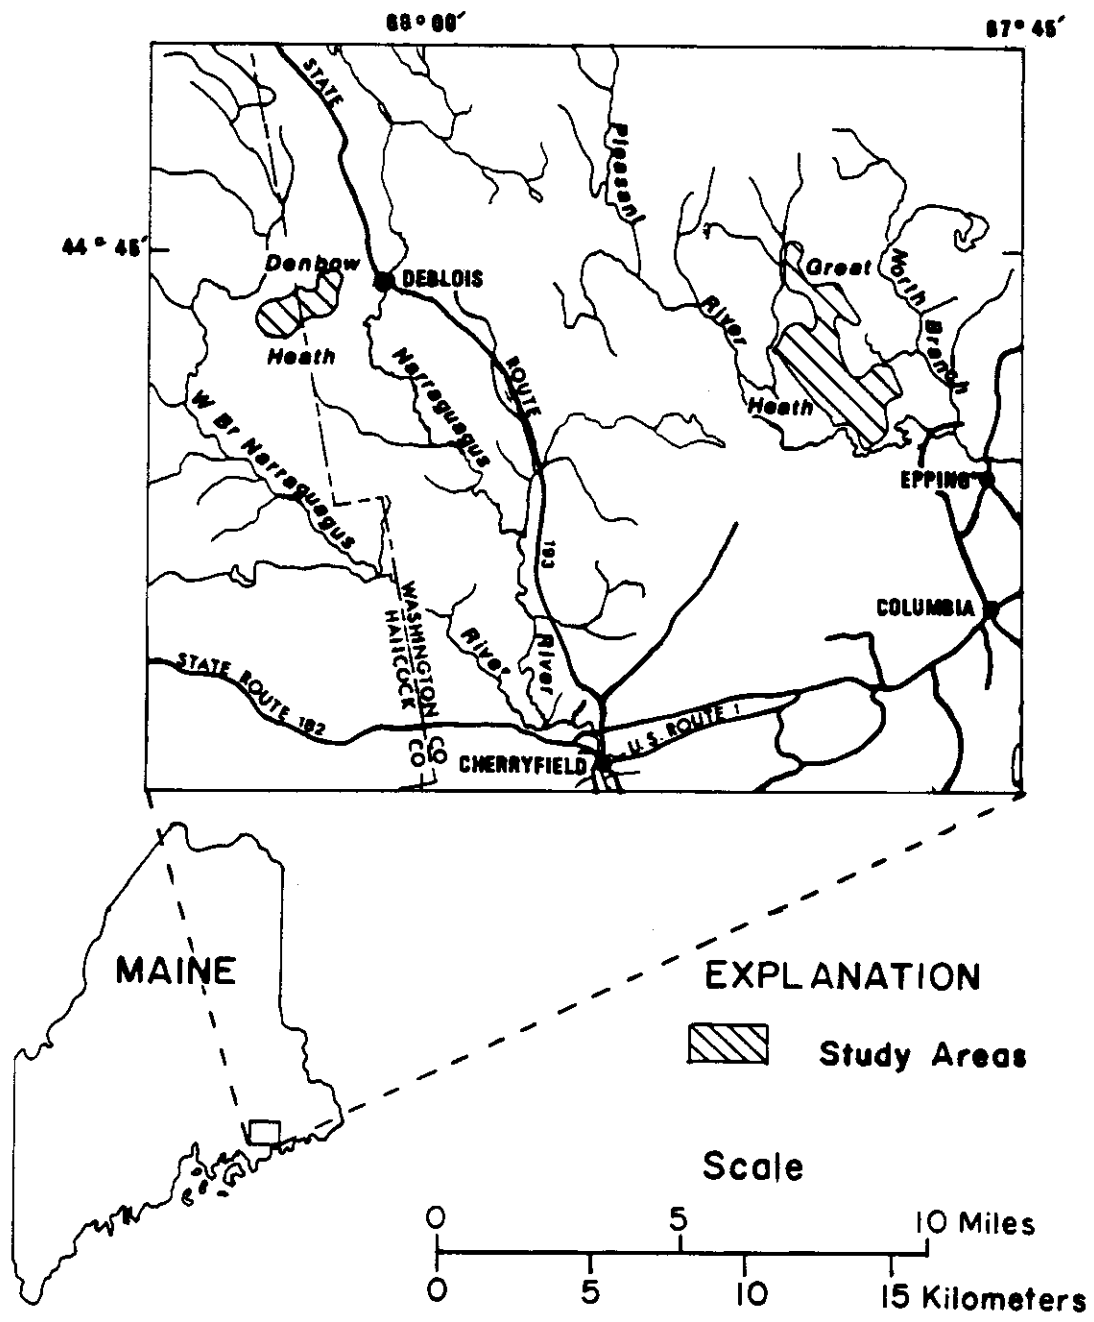 68° 00′
67° 45′
44° 45′
STATE
Pleasant
Denbow
DEBLOIS
Great
North
Branch
River
Heath
Narraguagus
ROUTE
Heath
W Br Narraguagus
EPPING
193
WASHINGTON CO
HANCOCK CO
COLUMBIA
River
River
STATE ROUTE 182
U.S. ROUTE 1
CHERRYFIELD
MAINE
EXPLANATION
Study Areas
Scale
0 5 10 Miles
0 5 10 15 Kilometers